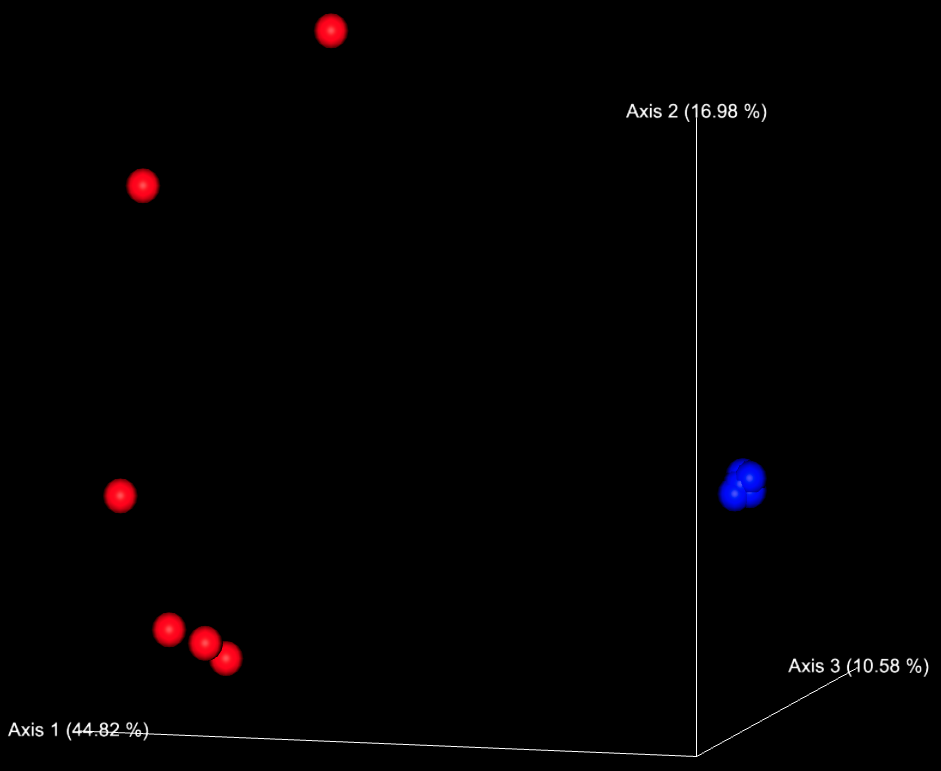 Axis 2 (16.98 %)
Axis 3 (10.58 %)
Axis 1 (44.82 %)